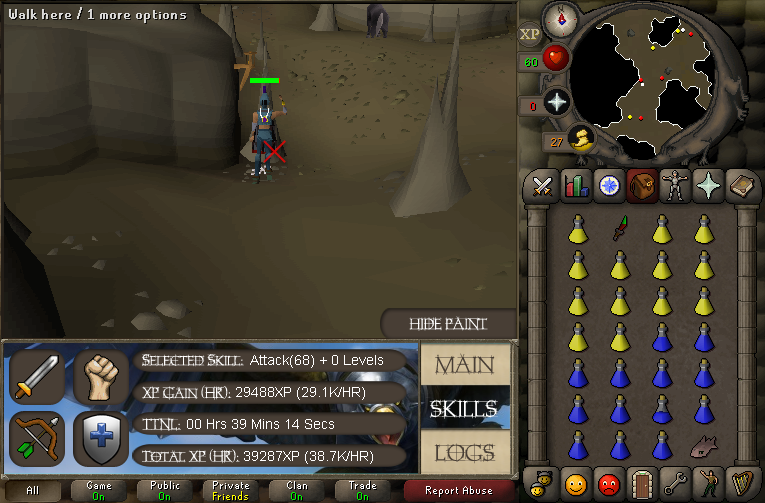 Walk here / 1 more options
XP
60
0
27
HIDE PAINT
SELECTED SKILL: Attack(68) + 0 Levels
XP GAIN (HR): 29488XP (29.1K/HR)
TTNL: 00 Hrs 39 Mins 14 Secs
TOTAL XP (HR): 39287XP (38.7K/HR)
MAIN
SKILLS
LOGS
All
Game
On
Public
On
Private
Friends
Clan
On
Trade
On
Report Abuse